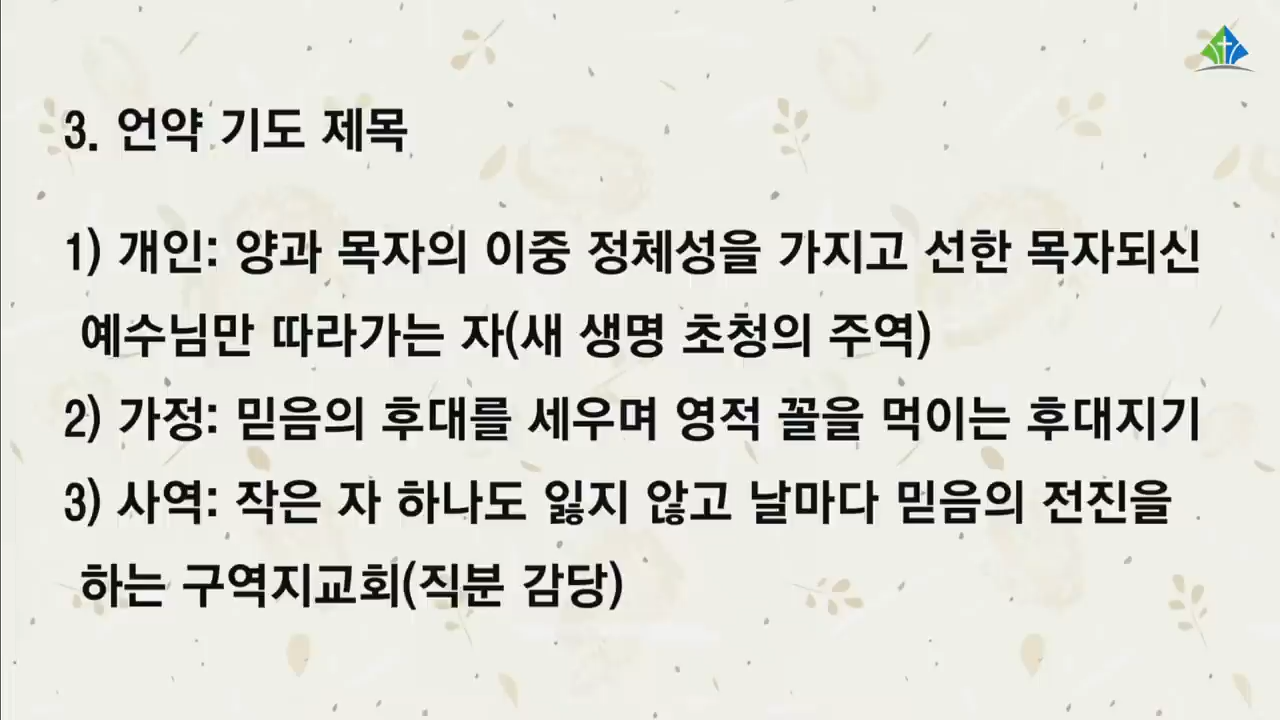 3. 언약 기도 제목
1) 개인: 양과 목자의 이중 정체성을 가지고 선한 목자되신
예수님만 따라가는 자(새 생명 초청의 주역)
2) 가정: 믿음의 후대를 세우며 영적 꼴을 먹이는 후대지기
3) 사역: 작은 자 하나도 잃지 않고 날마다 믿음의 전진을
하는 구역지교회(직분 감당)